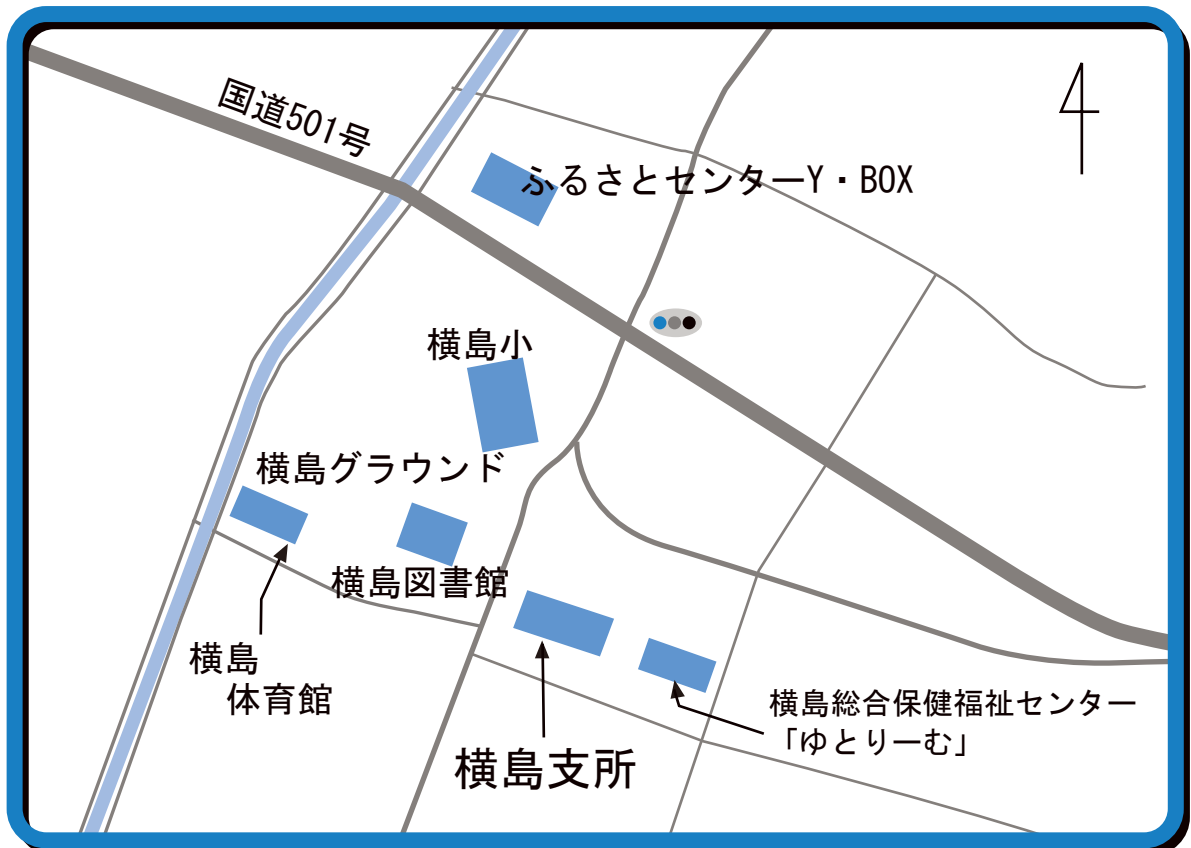 国道501号
ふるさとセンターY・BOX
横島小
横島グラウンド
横島図書館
横島
体育館
横島支所
横島総合保健福祉センター
「ゆとりーむ」